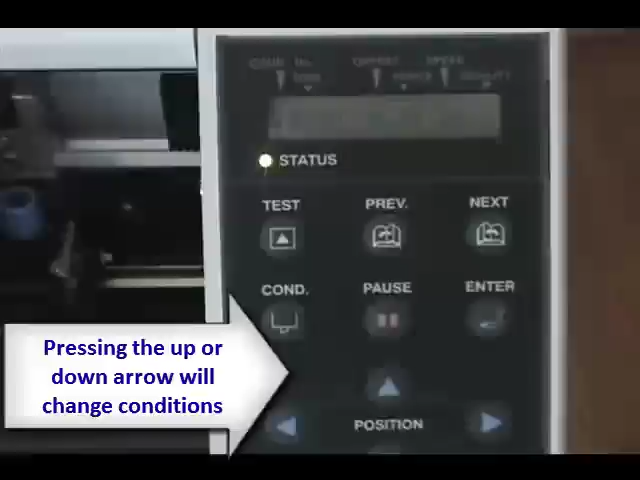 STATUS
TEST PREV. NEXT
COND. PAUSE ENTER
Pressing the up or
down arrow will
change conditions
POSITION